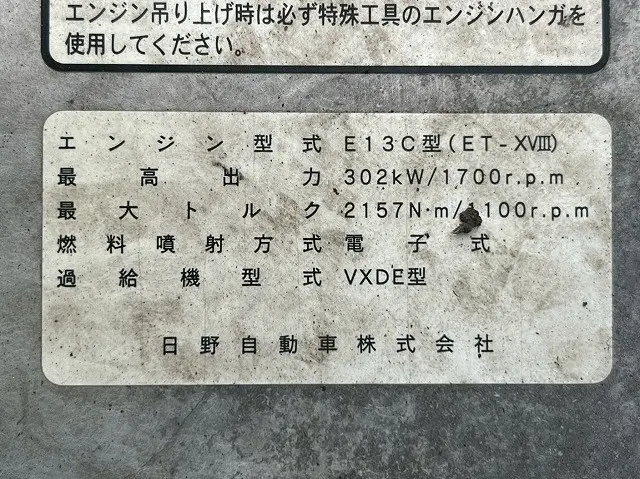 エンジン吊り上げ時は必ず特殊工具のエンジンハンガを
使用してください。
エンジン型式 E13C型(ET-XVIII)
最高出力 302kW/1700r.p.m
最大トルク 2157N·m/1100r.p.m
燃料噴射方式 電子式
過給機型式 VXDE型
日野自動車株式会社